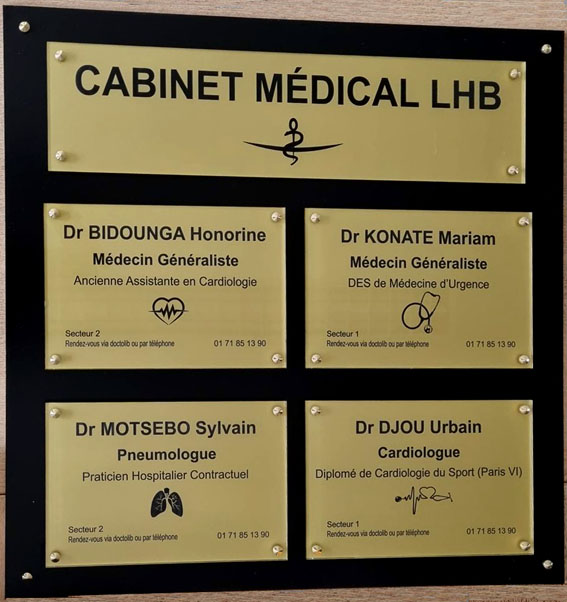 CABINET MÉDICAL LHB
Dr BIDOUNGA Honorine
Médecin Généraliste
Ancienne Assistante en Cardiologie
Secteur 2
Rendez-vous via doctolib ou par téléphone 01 71 85 13 90
Dr KONATE Mariam
Médecin Généraliste
DES de Médecine d'Urgence
Secteur 1
Rendez-vous via doctolib ou par téléphone 01 71 85 13 90
Dr MOTSEBO Sylvain
Pneumologue
Praticien Hospitalier Contractuel
Secteur 2
Rendez-vous via doctolib ou par téléphone 01 71 85 13 90
Dr DJOU Urbain
Cardiologue
Diplomé de Cardiologie du Sport (Paris VI)
Secteur 1
Rendez-vous via doctolib ou par téléphone 01 71 85 13 90